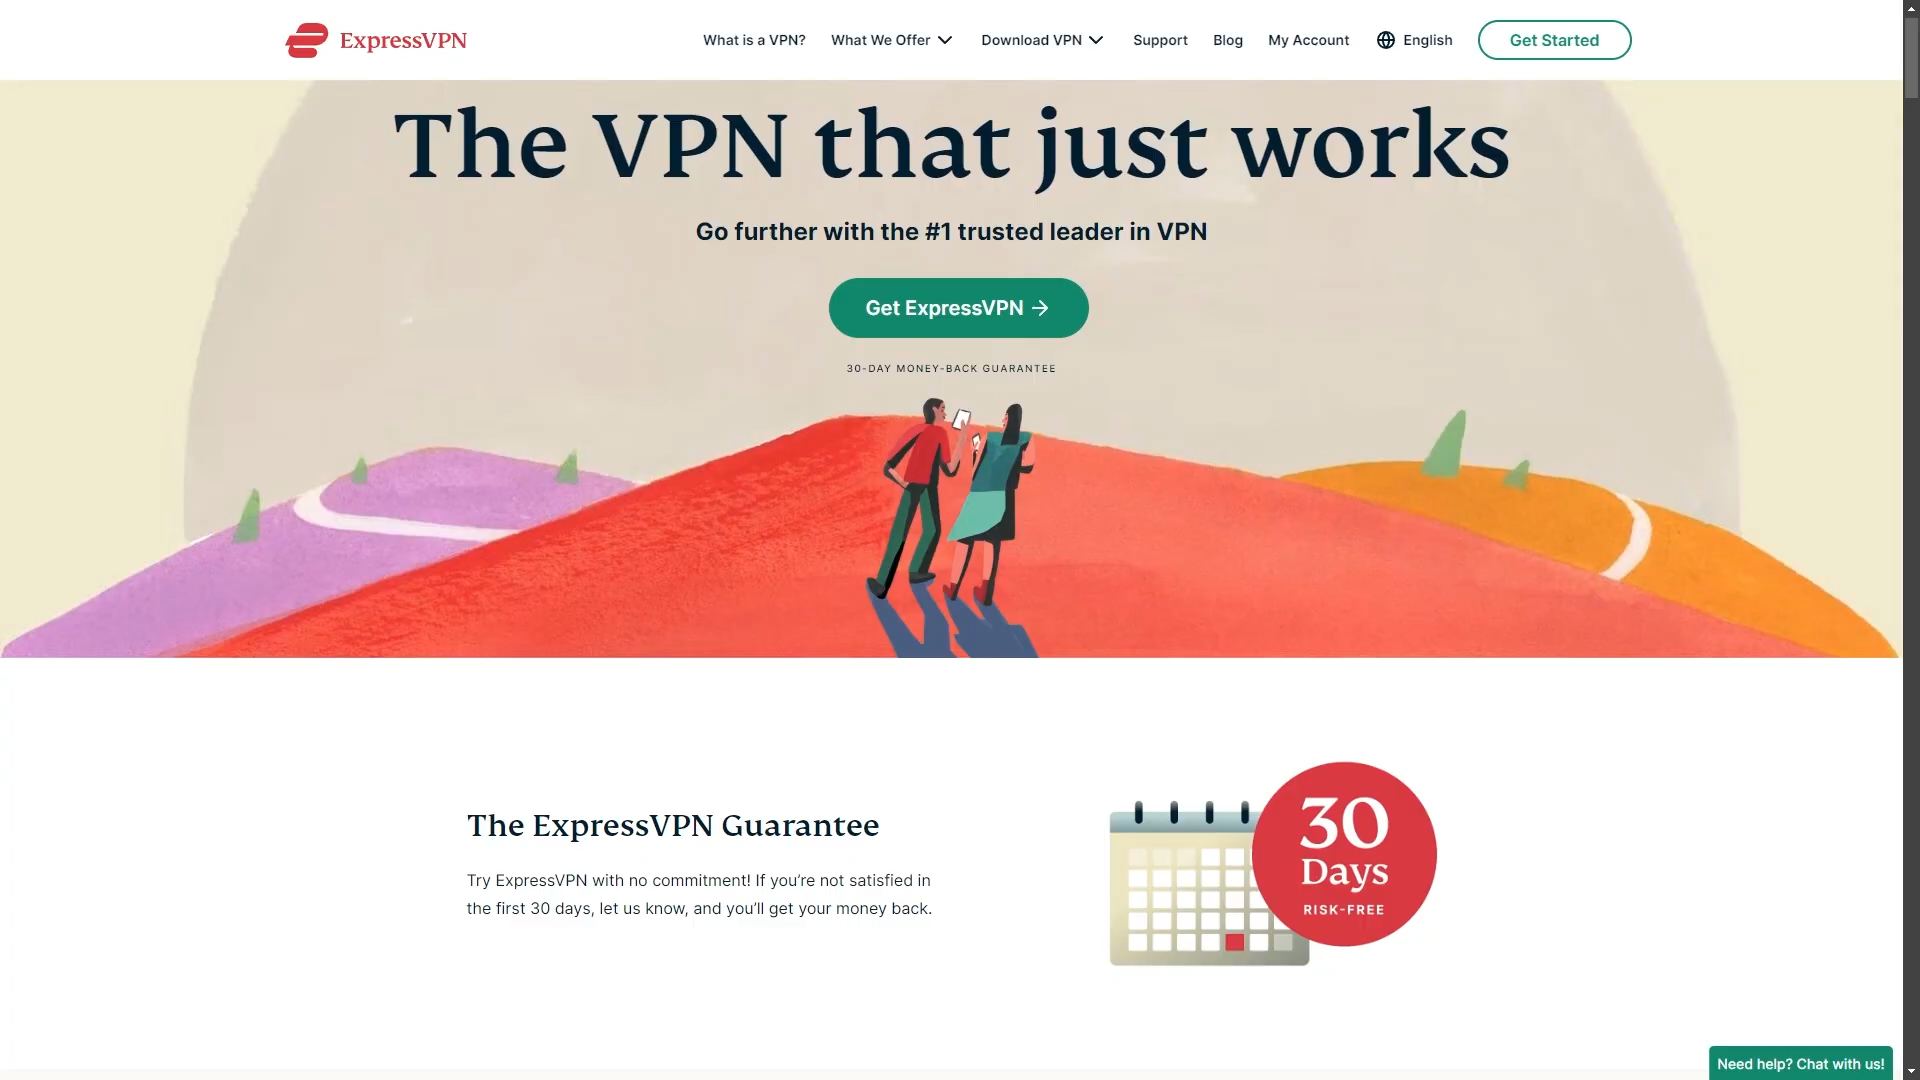 ExpressVPN
What is a VPN? What We Offer Download VPN Support Blog My Account English Get Started
The VPN that just works
Go further with the #1 trusted leader in VPN
Get ExpressVPN →
30-DAY MONEY-BACK GUARANTEE
The ExpressVPN Guarantee
Try ExpressVPN with no commitment! If you’re not satisfied in
the first 30 days, let us know, and you’ll get your money back.
30
Days
RISK-FREE
Need help? Chat with us!